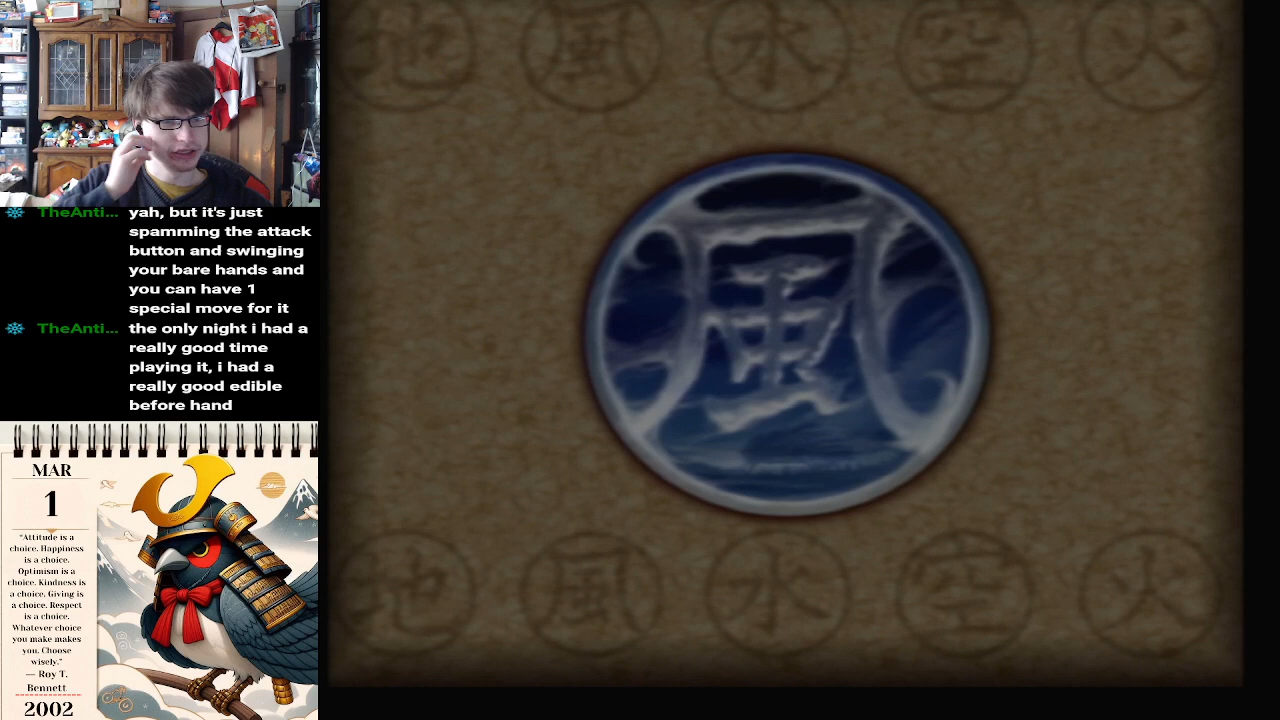 TheAnti... yah, but it's just
spamming the attack
button and swinging
your bare hands and
you can have 1
special move for it
TheAnti... the only night i had a
really good time
playing it, i had a
really good edible
before hand
MAR
1
"Attitude is a
choice. Happiness
is a choice.
Optimism is a
choice. Kindness is
a choice. Giving is
a choice. Respect
is a choice.
Whatever choice
you make makes
you. Choose
wisely."
— Roy T.
Bennett
2002
地 風 水 空 火
風
地 風 水 空 火